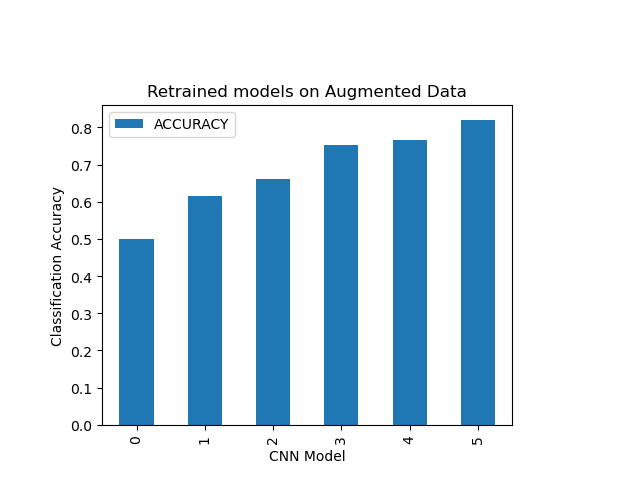 Retrained models on Augmented Data
ACCURACY
Classification Accuracy
0.8
0.7
0.6
0.5
0.4
0.3
0.2
0.1
0.0
0 1 2 3 4 5
CNN Model